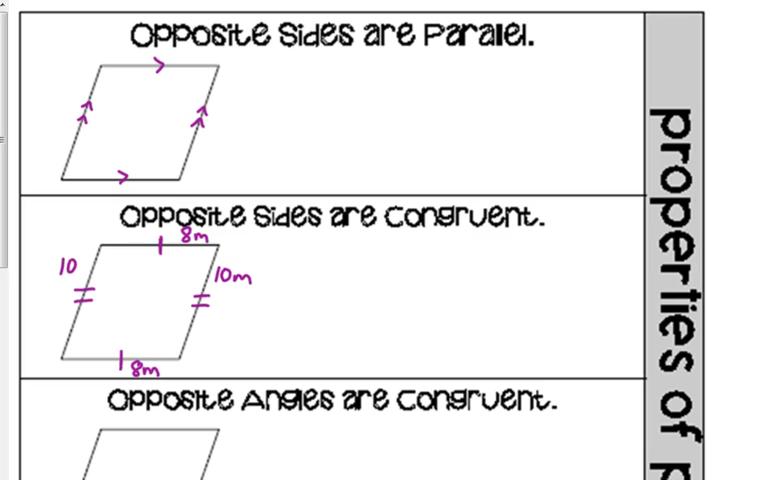 Opposite Sides are Parallel.
Opposite Sides are Congruent.
8m
10
10m
8m
Opposite Angles are Congruent.
properties of